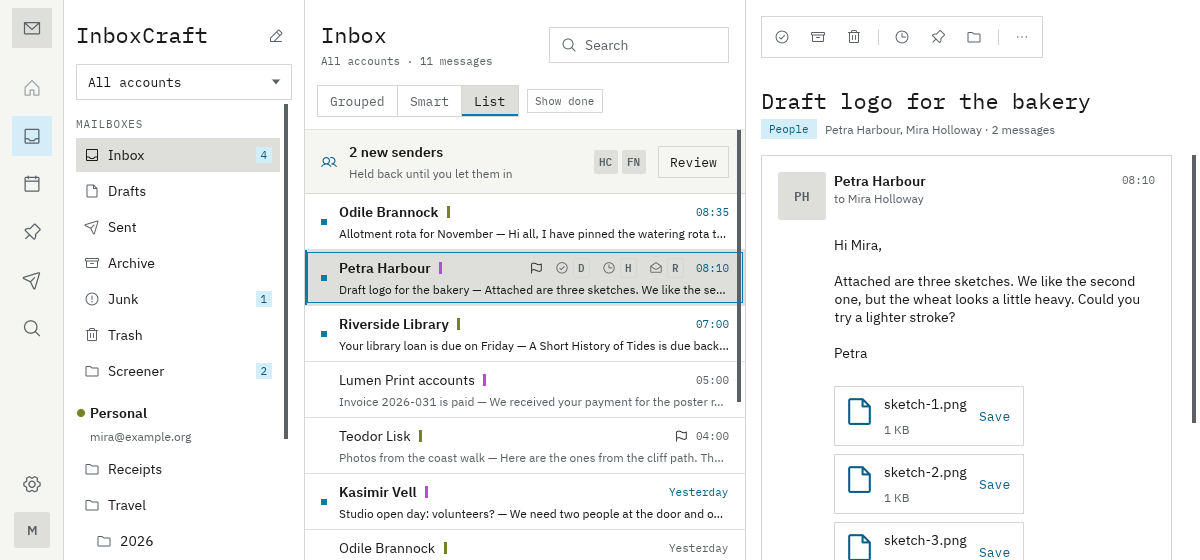 InboxCraft
All accounts
MAILBOXES
Inbox 4
Drafts
Sent
Archive
Junk 1
Trash
Screener 2
Personal
mira@example.org
Receipts
Travel
2026
M
Inbox
All accounts · 11 messages
Search
Grouped Smart List Show done
2 new senders
Held back until you let them in
HC FN Review
Odile Brannock 08:35
Allotment rota for November — Hi all, I have pinned the watering rota t...
Petra Harbour D H R 08:10
Draft logo for the bakery — Attached are three sketches. We like the se...
Riverside Library 07:00
Your library loan is due on Friday — A Short History of Tides is due back...
Lumen Print accounts 05:00
Invoice 2026-031 is paid — We received your payment for the poster r...
Teodor Lisk 04:00
Photos from the coast walk — Here are the ones from the cliff path. Th...
Kasimir Vell Yesterday
Studio open day: volunteers? — We need two people at the door and o...
Odile Brannock Yesterday
Draft logo for the bakery
People Petra Harbour, Mira Holloway · 2 messages
PH
Petra Harbour 08:10
to Mira Holloway
Hi Mira,
Attached are three sketches. We like the second
one, but the wheat looks a little heavy. Could you
try a lighter stroke?
Petra
sketch-1.png
1 KB
Save
sketch-2.png
1 KB
Save
sketch-3.png
Save